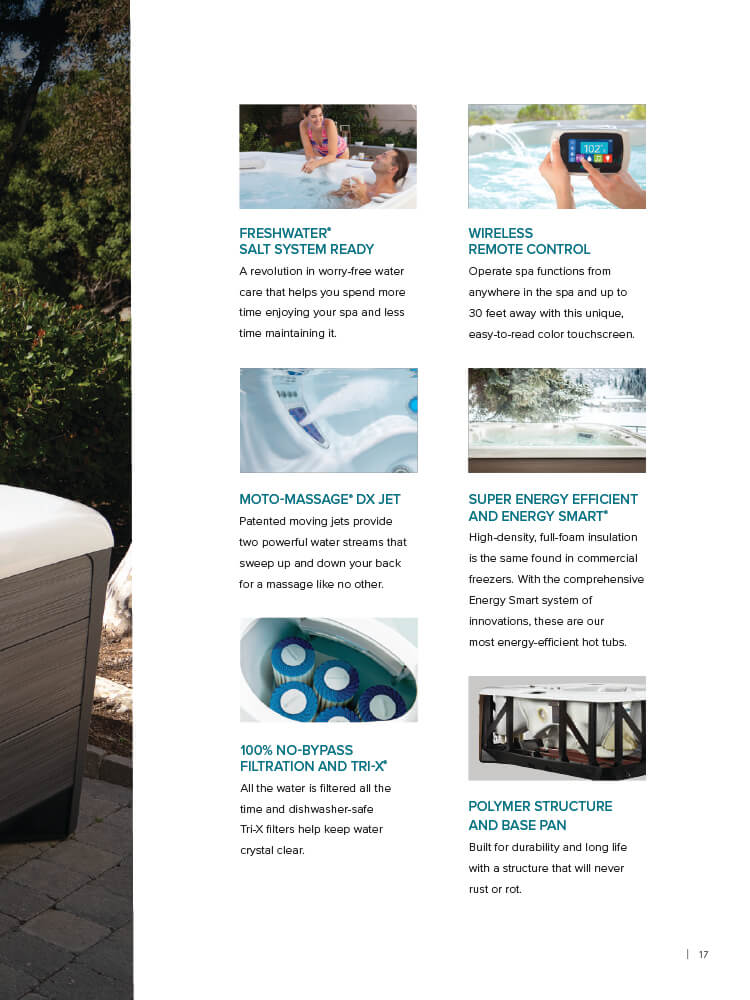 102°
FRESHWATER®
SALT SYSTEM READY
A revolution in worry-free water
care that helps you spend more
time enjoying your spa and less
time maintaining it.
WIRELESS
REMOTE CONTROL
Operate spa functions from
anywhere in the spa and up to
30 feet away with this unique,
easy-to-read color touchscreen.
MOTO-MASSAGE® DX JET
Patented moving jets provide
two powerful water streams that
sweep up and down your back
for a massage like no other.
SUPER ENERGY EFFICIENT
AND ENERGY SMART®
High-density, full-foam insulation
is the same found in commercial
freezers. With the comprehensive
Energy Smart system of
innovations, these are our
most energy-efficient hot tubs.
100% NO-BYPASS
FILTRATION AND TRI-X®
All the water is filtered all the
time and dishwasher-safe
Tri-X filters help keep water
crystal clear.
POLYMER STRUCTURE
AND BASE PAN
Built for durability and long life
with a structure that will never
rust or rot.
| 17